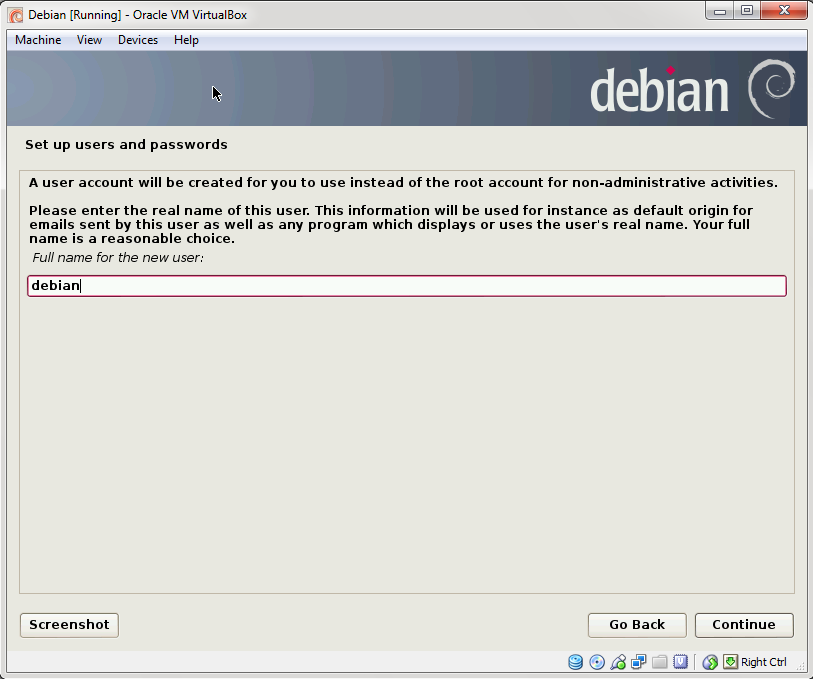 Debian [Running] - Oracle VM VirtualBox
Machine View Devices Help
debian
Set up users and passwords
A user account will be created for you to use instead of the root account for non-administrative activities.
Please enter the real name of this user. This information will be used for instance as default origin for
emails sent by this user as well as any program which displays or uses the user's real name. Your full
name is a reasonable choice.
Full name for the new user:
debian
Screenshot Go Back Continue
Right Ctrl